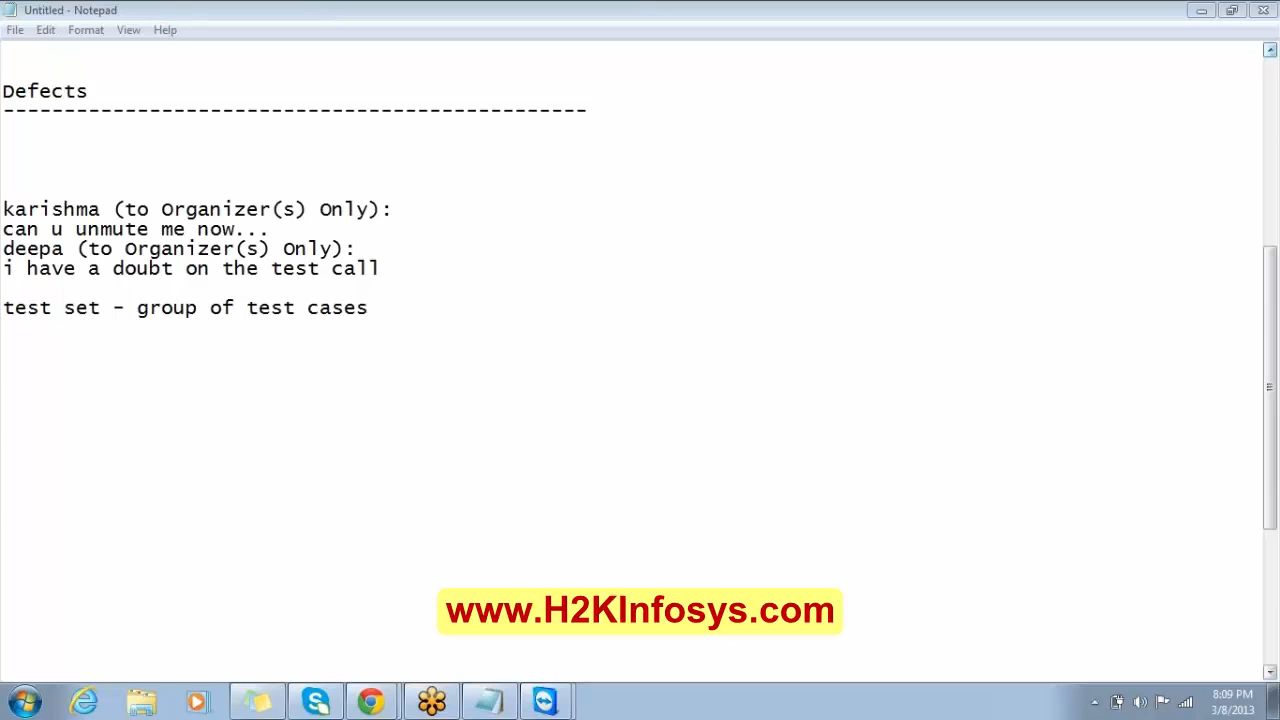 Untitled - Notepad
File Edit Format View Help
Defects
------------------------------------------------
karishma (to Organizer(s) Only):
can u unmute me now...
deepa (to Organizer(s) Only):
i have a doubt on the test call
test set - group of test cases
www.H2KInfosys.com
8:09 PM
3/8/2013